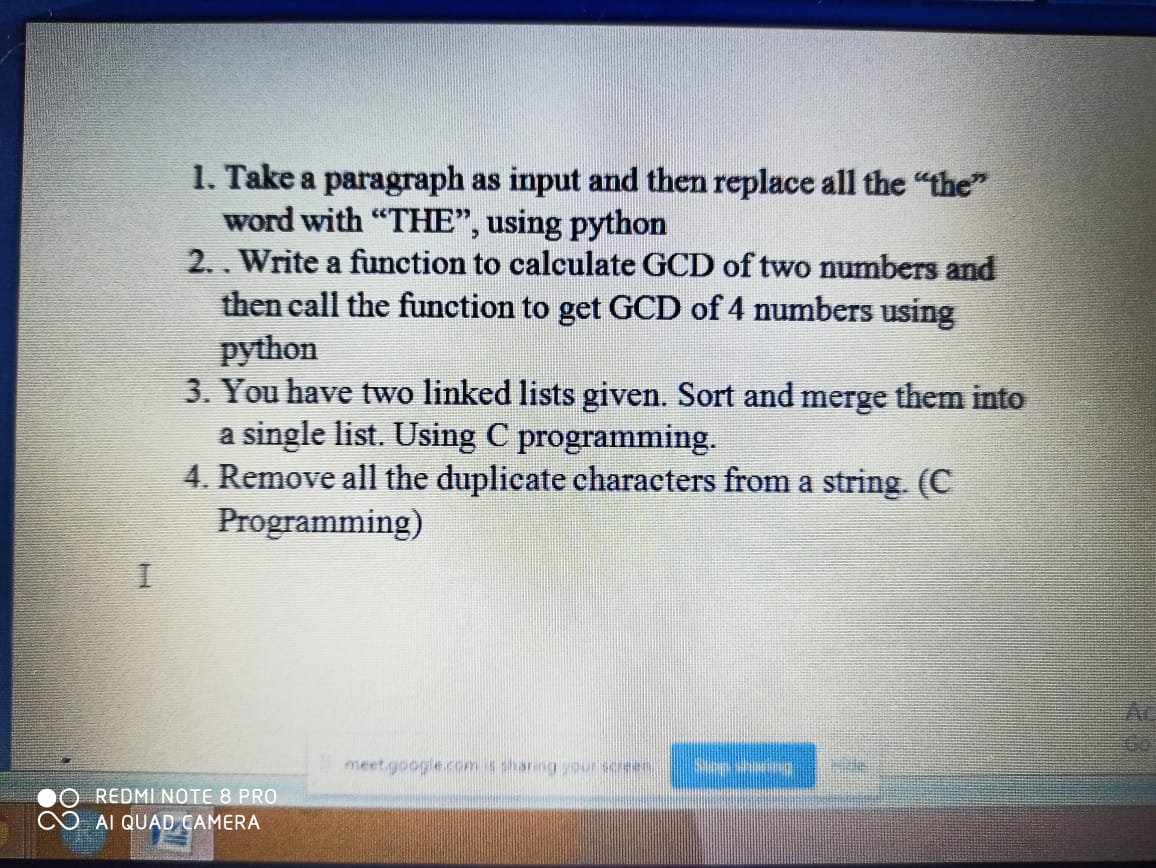 1. Take a paragraph as input and then replace all the “the”
word with “THE”, using python
2. . Write a function to calculate GCD of two numbers and
then call the function to get GCD of 4 numbers using
python
3. You have two linked lists given. Sort and merge them into
a single list. Using C programming.
4. Remove all the duplicate characters from a string. (C
Programming)
Ac
Go
meet.google.com is sharing your screen. Stop sharing Hide
REDMI NOTE 8 PRO
AI QUAD CAMERA